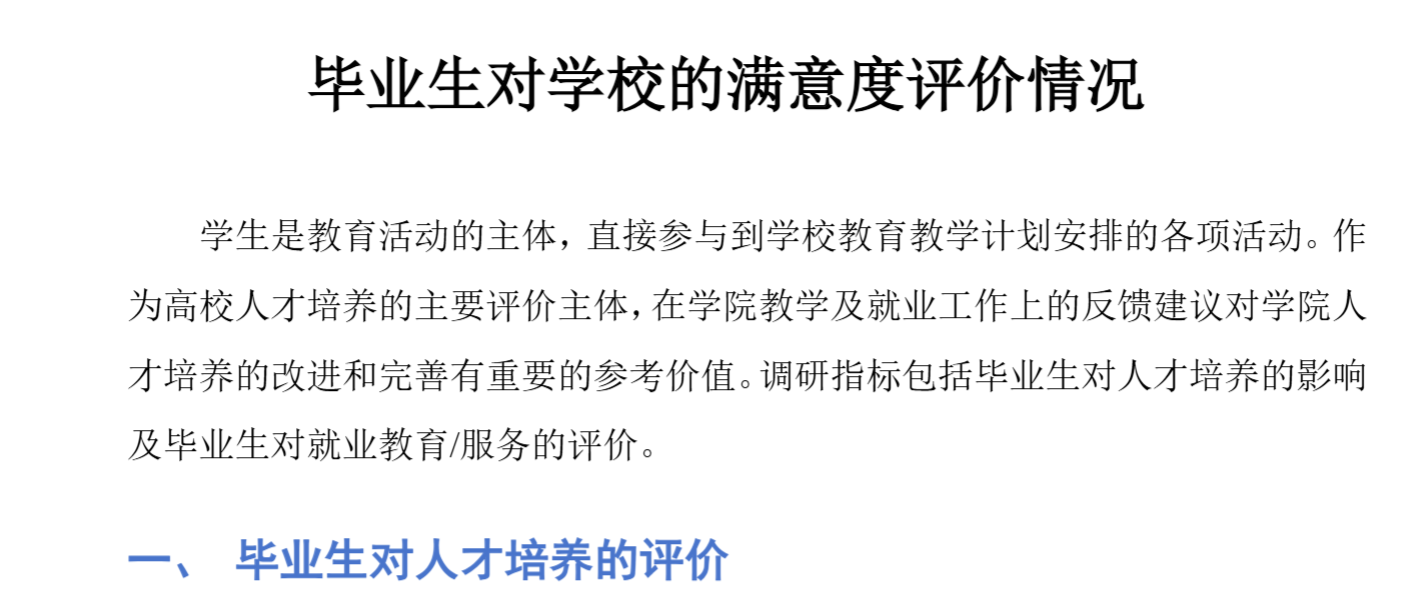 毕业生对学校的满意度评价情况
学生是教育活动的主体，直接参与到学校教育教学计划安排的各项活动。作
为高校人才培养的主要评价主体，在学院教学及就业工作上的反馈建议对学院人
才培养的改进和完善有重要的参考价值。调研指标包括毕业生对人才培养的影响
及毕业生对就业教育/服务的评价。
一、 毕业生对人才培养的评价